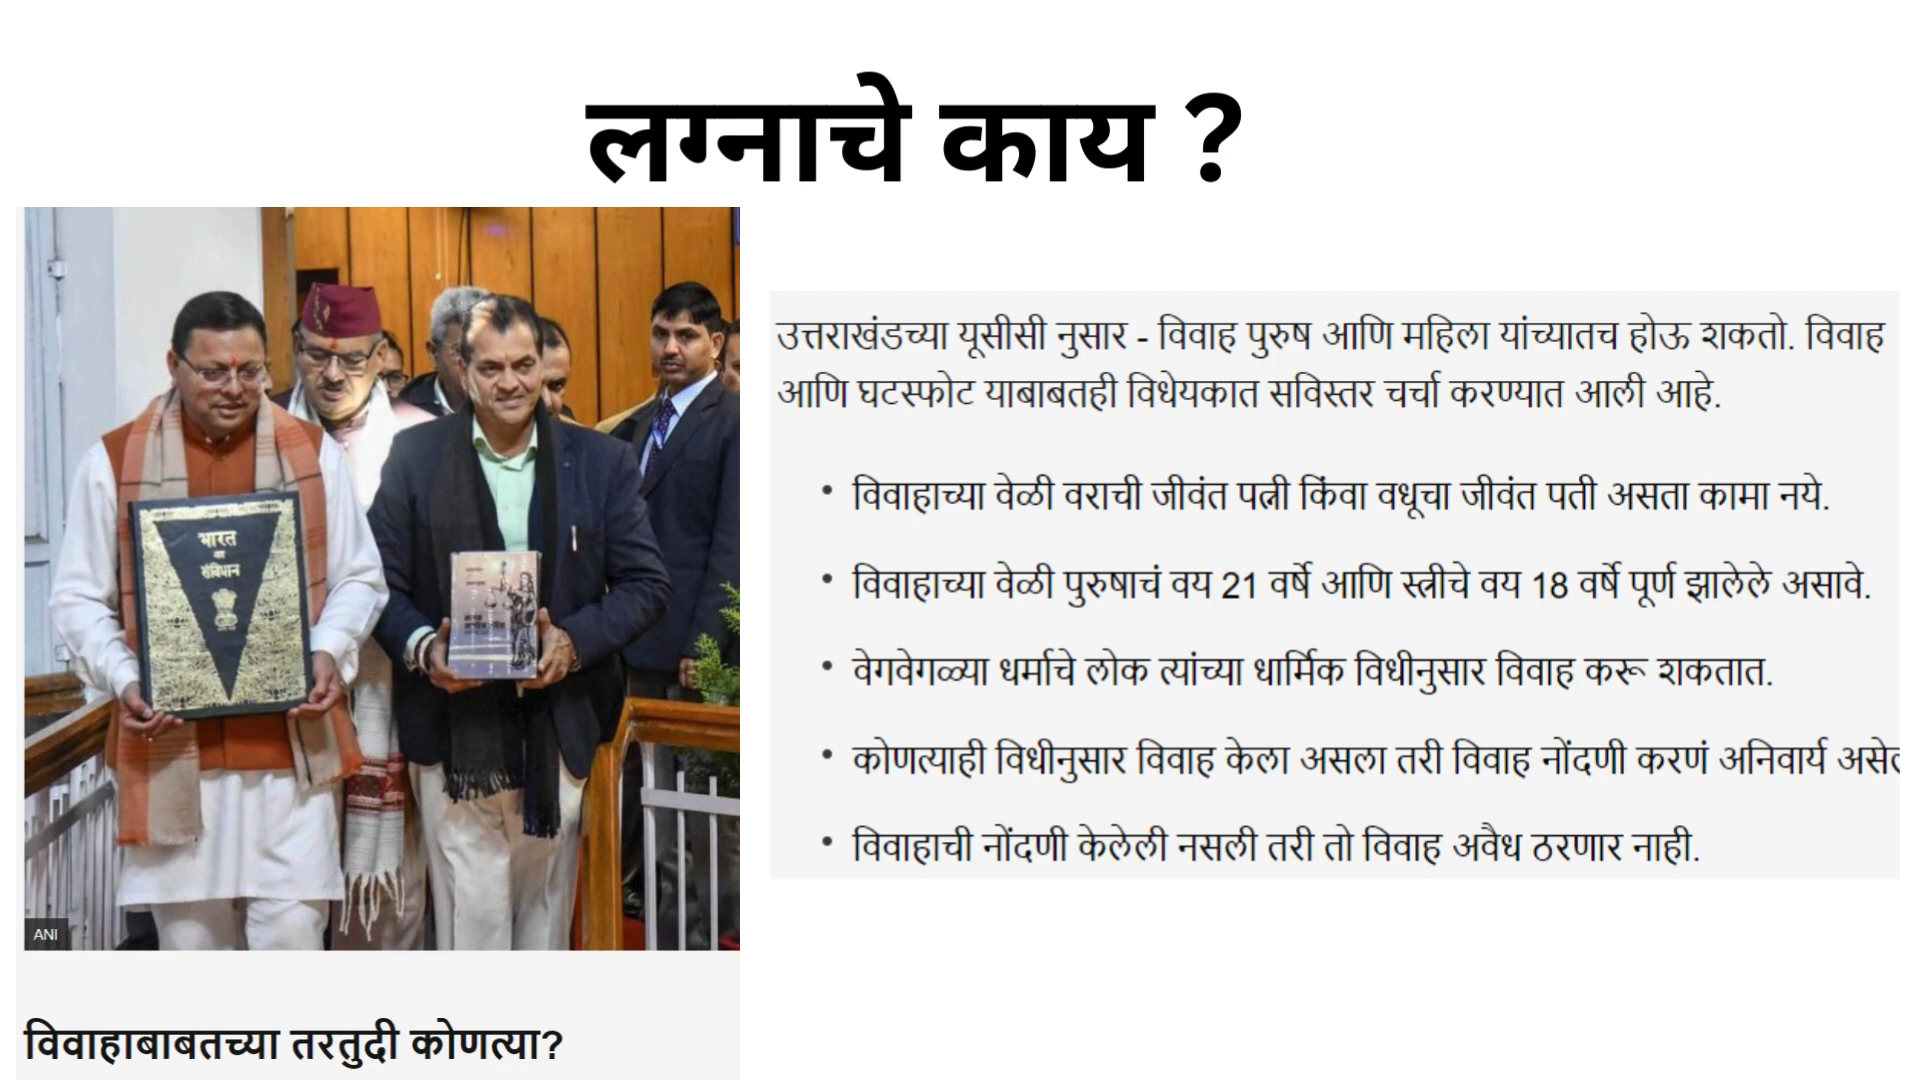 लग्नाचे काय ?
भारत
का
संविधान
ANI
विवाहाबाबतच्या तरतुदी कोणत्या?
उत्तराखंडच्या यूसीसी नुसार - विवाह पुरुष आणि महिला यांच्यातच होऊ शकतो. विवाह
आणि घटस्फोट याबाबतही विधेयकात सविस्तर चर्चा करण्यात आली आहे.
• विवाहाच्या वेळी वराची जीवंत पत्नी किंवा वधूचा जीवंत पती असता कामा नये.
• विवाहाच्या वेळी पुरुषाचं वय 21 वर्षे आणि स्त्रीचे वय 18 वर्षे पूर्ण झालेले असावे.
• वेगवेगळ्या धर्माचे लोक त्यांच्या धार्मिक विधीनुसार विवाह करू शकतात.
• कोणत्याही विधीनुसार विवाह केला असला तरी विवाह नोंदणी करणं अनिवार्य
• विवाहाची नोंदणी केलेली नसली तरी तो विवाह अवैध ठरणार नाही.